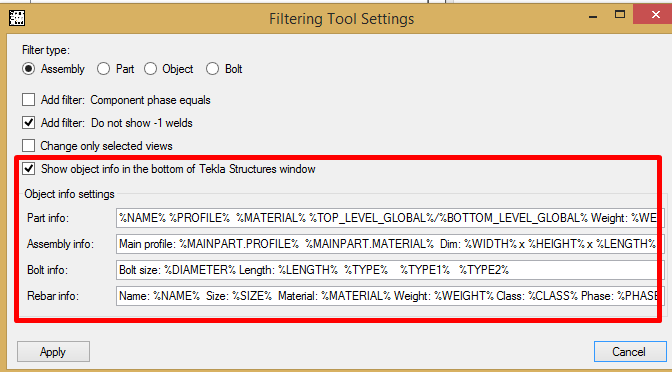 Filtering Tool Settings
Filter type:
Assembly Part Object Bolt
Add filter: Component phase equals
Add filter: Do not show -1 welds
Change only selected views
Show object info in the bottom of Tekla Structures window
Object info settings
Part info: %NAME% %PROFILE% %MATERIAL% %TOP_LEVEL_GLOBAL%/%BOTTOM_LEVEL_GLOBAL% Weight: %WE
Assembly info: Main profile: %MAINPART.PROFILE% %MAINPART.MATERIAL% Dim: %WIDTH% x %HEIGHT% x %LENGTH%
Bolt info: Bolt size: %DIAMETER% Length: %LENGTH% %TYPE% %TYPE1% %TYPE2%
Rebar info: Name: %NAME% Size: %SIZE% Material: %MATERIAL% Weight: %WEIGHT% Class: %CLASS% Phase: %PHASE
Apply Cancel